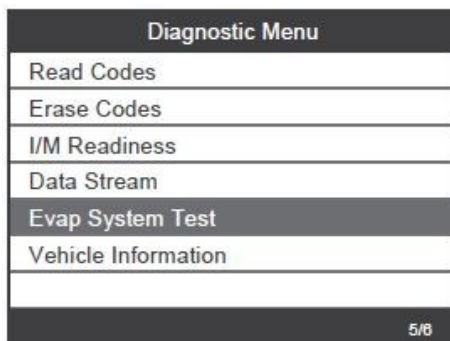 Diagnostic Menu
Read Codes
Erase Codes
I/M Readiness
Data Stream
Evap System Test
Vehicle Information
5/6